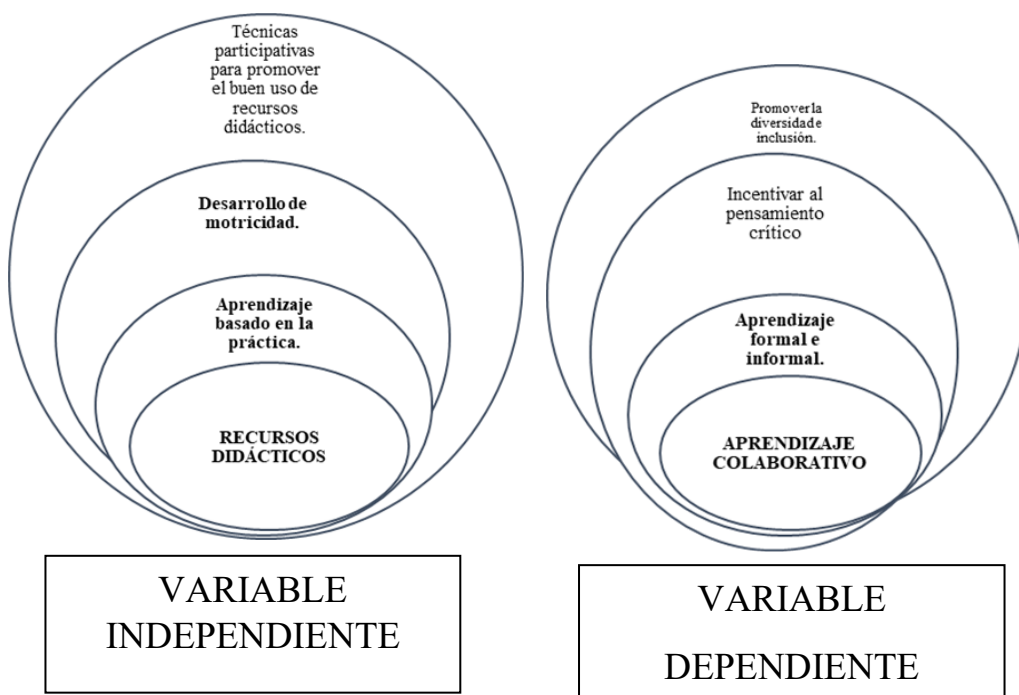 Técnicas
participativas
para promover
el buen uso de
recursos
didácticos.
Desarrollo de
motricidad.
Aprendizaje
basado en la
práctica.
RECURSOS
DIDÁCTICOS
VARIABLE
INDEPENDIENTE
Promover la
diversidad e
inclusión.
Incentivar al
pensamiento
crítico
Aprendizaje
formal e
informal.
APRENDIZAJE
COLABORATIVO
VARIABLE
DEPENDIENTE